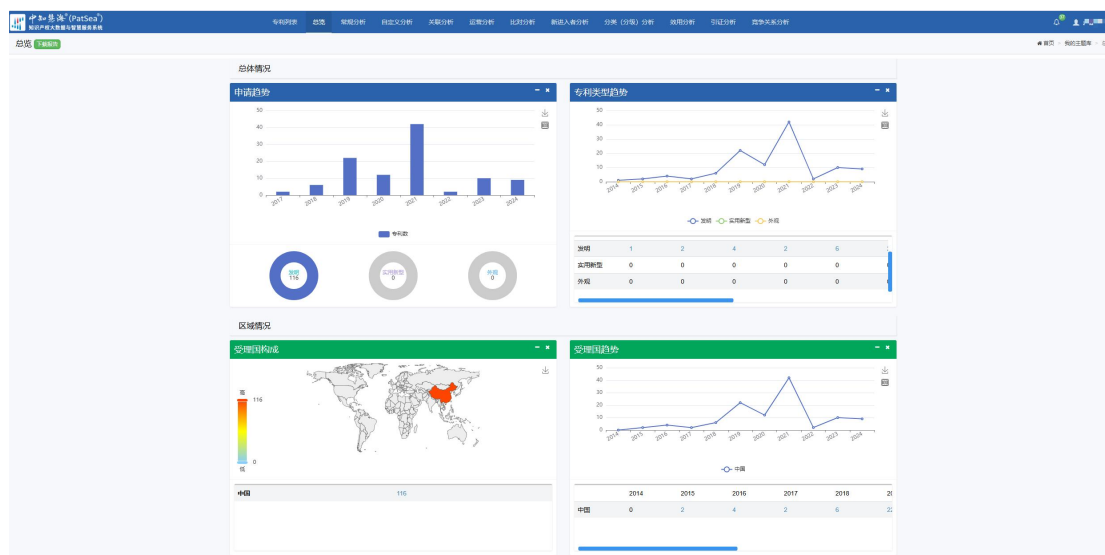 中知慧海®(PatSea®)
知识产权大数据与智慧服务系统
专利列表 总览 常规分析 自定义分析 关联分析 运营分析 比对分析 新进入者分析 分类（分级）分析 效用分析 引证分析 竞争关系分析
总览 下载报告
首页 > 我的主题库 >
总体情况
申请趋势
50
40
30
20
10
0
2017 2018 2019 2020 2021 2022 2023 2024
专利数
发明
116
实用新型
0
外观
0
专利类型趋势
50
40
30
20
10
0
2014 2015 2016 2017 2018 2019 2020 2021 2022 2023 2024
发明 实用新型 外观
发明 1 2 4 2 6
实用新型 0 0 0 0 0
外观 0 0 0 0 0
区域情况
受理国构成
高
116
0
低
中国 116
受理国趋势
50
40
30
20
10
0
2014 2015 2016 2017 2018 2019 2020 2021 2022 2023 2024
中国
2014 2015 2016 2017 2018
中国 0 2 4 2 6